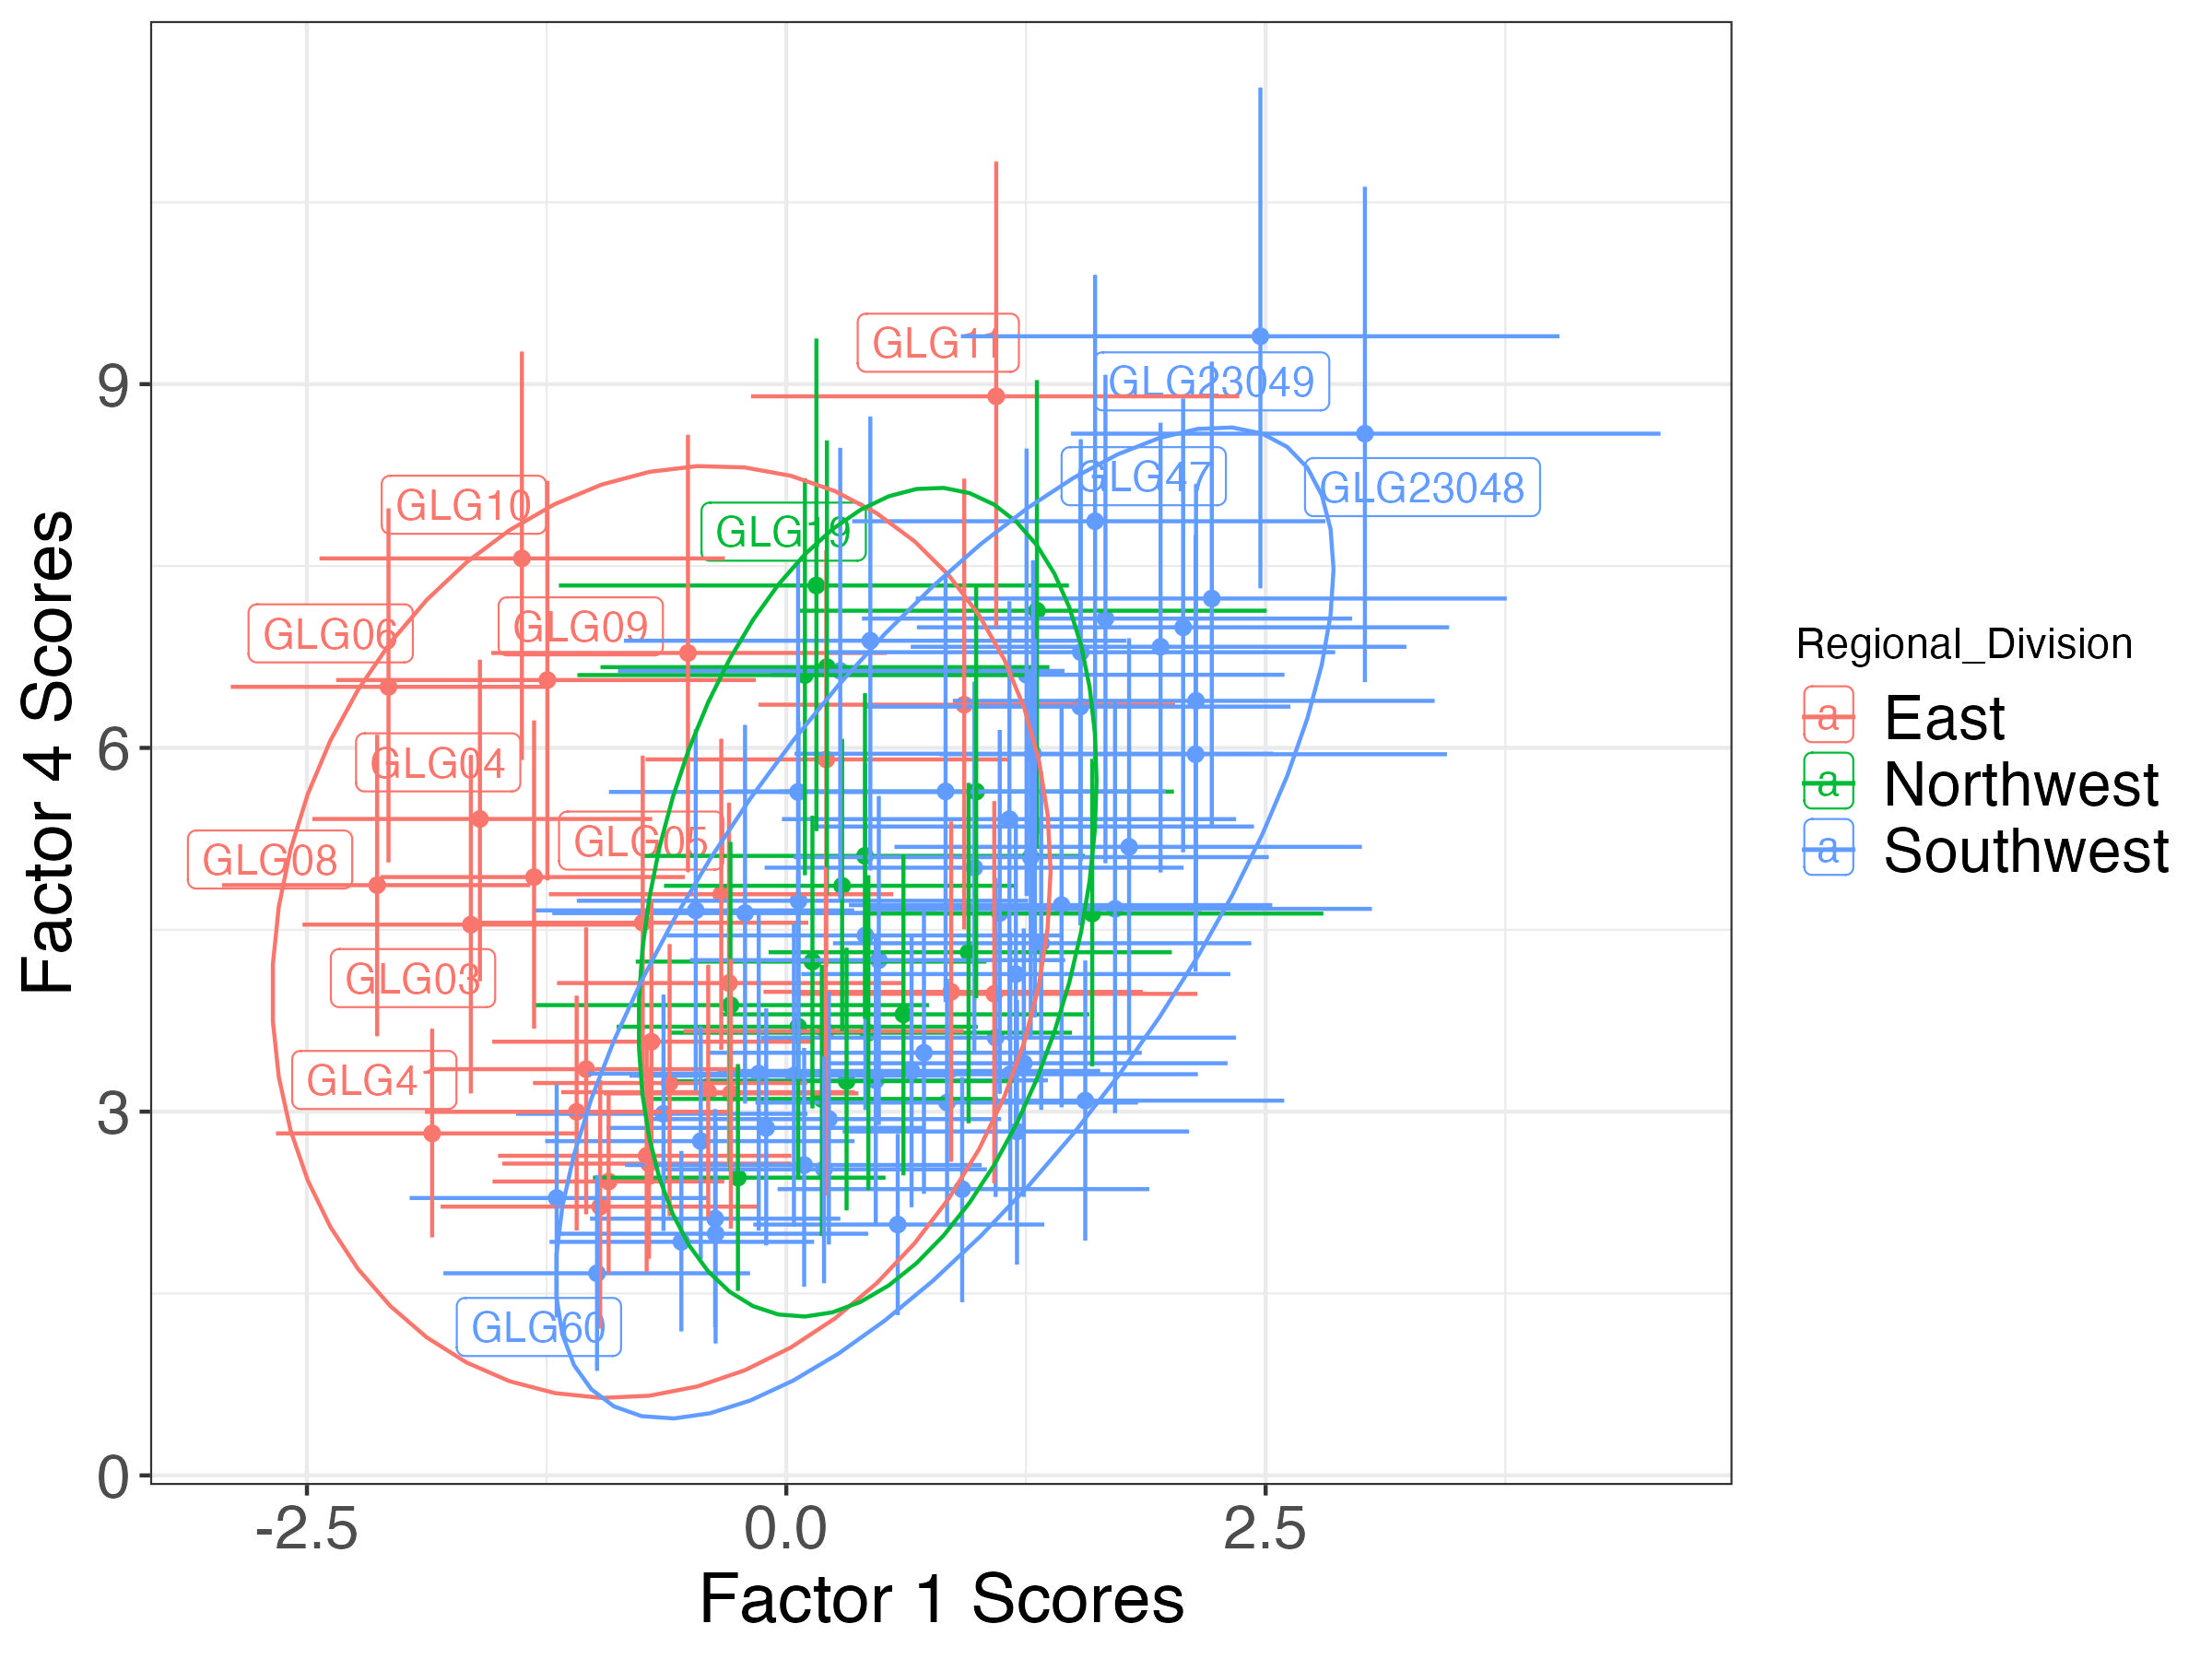 GLG11
GLG23049
GLG47
GLG23048
GLG10
GLG19
GLG06
GLG09
GLG04
GLG05
GLG08
GLG03
GLG41
GLG60
9
6
3
0
-2.5
0.0
2.5
Factor 1 Scores
Factor 4 Scores
Regional_Division
a East
a Northwest
a Southwest